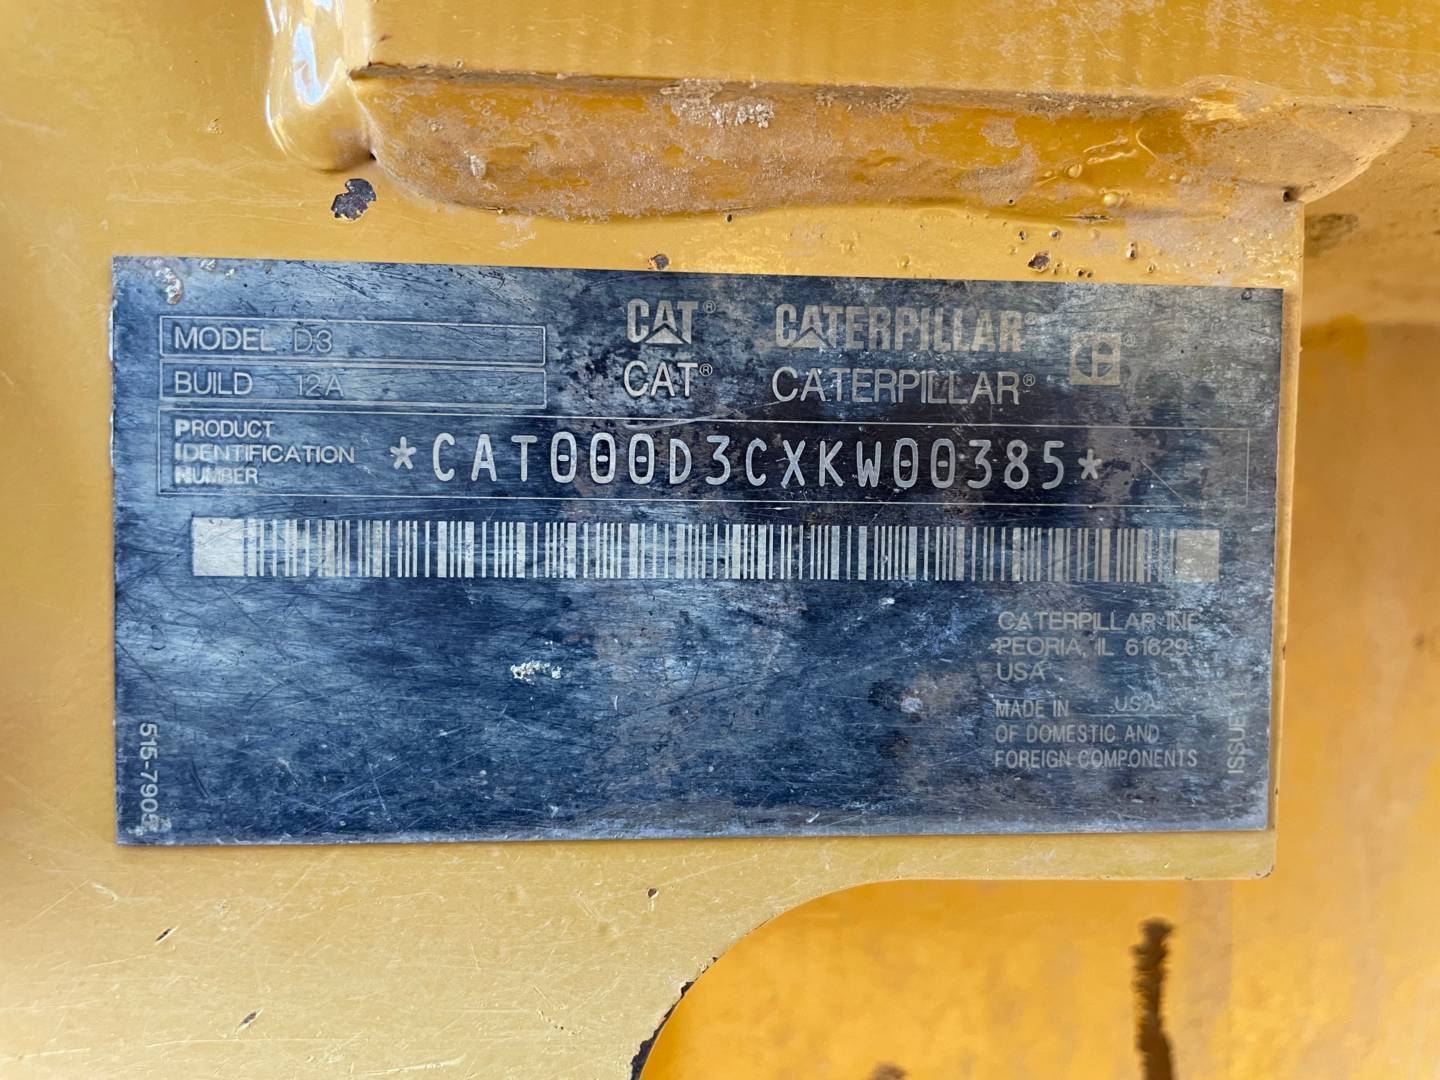 MODEL D3
BUILD 12A
CAT® CATERPILLAR®
CAT® CATERPILLAR®
PRODUCT
IDENTIFICATION
NUMBER
*CAT000D3CXKW00385*
CATERPILLAR INC
PEORIA, IL 61629
USA
MADE IN USA
OF DOMESTIC AND
FOREIGN COMPONENTS
515-7905
ISSUE 1